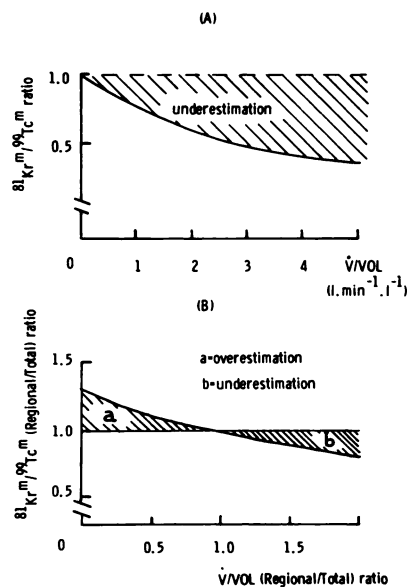 (A)
81Krm/99Tcm ratio
1.0
0.5
underestimation
0 1 2 3 4 V̇/VOL
(l. min⁻¹. l⁻¹)
(B)
81Krm/99Tcm (Regional/Total) ratio
1.5
1.0
0.5
a=overestimation
b=underestimation
a
b
0 0.5 1.0 1.5
V̇/VOL (Regional/Total) ratio